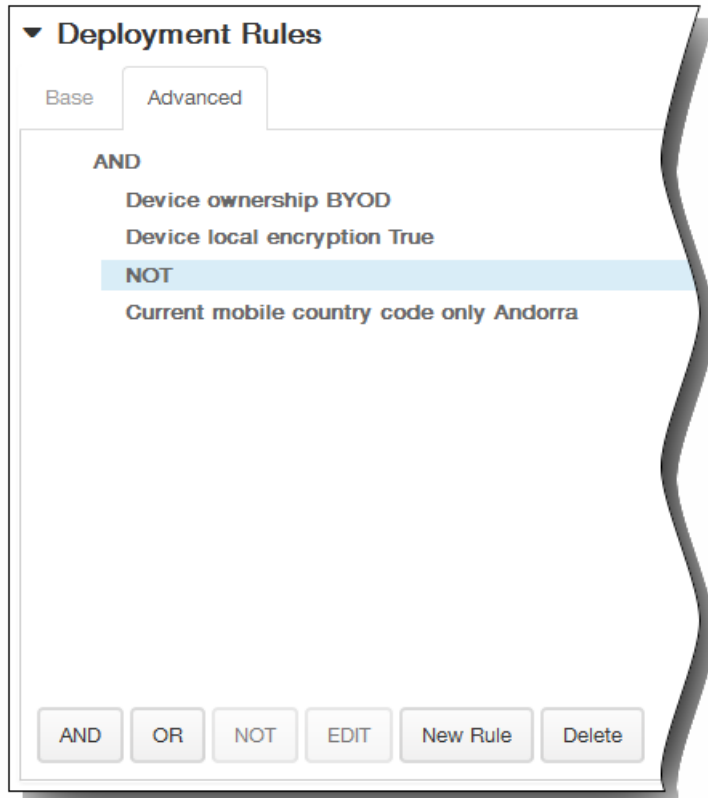 Deployment Rules
Base Advanced
AND
Device ownership BYOD
Device local encryption True
NOT
Current mobile country code only Andorra
AND OR NOT EDIT New Rule Delete